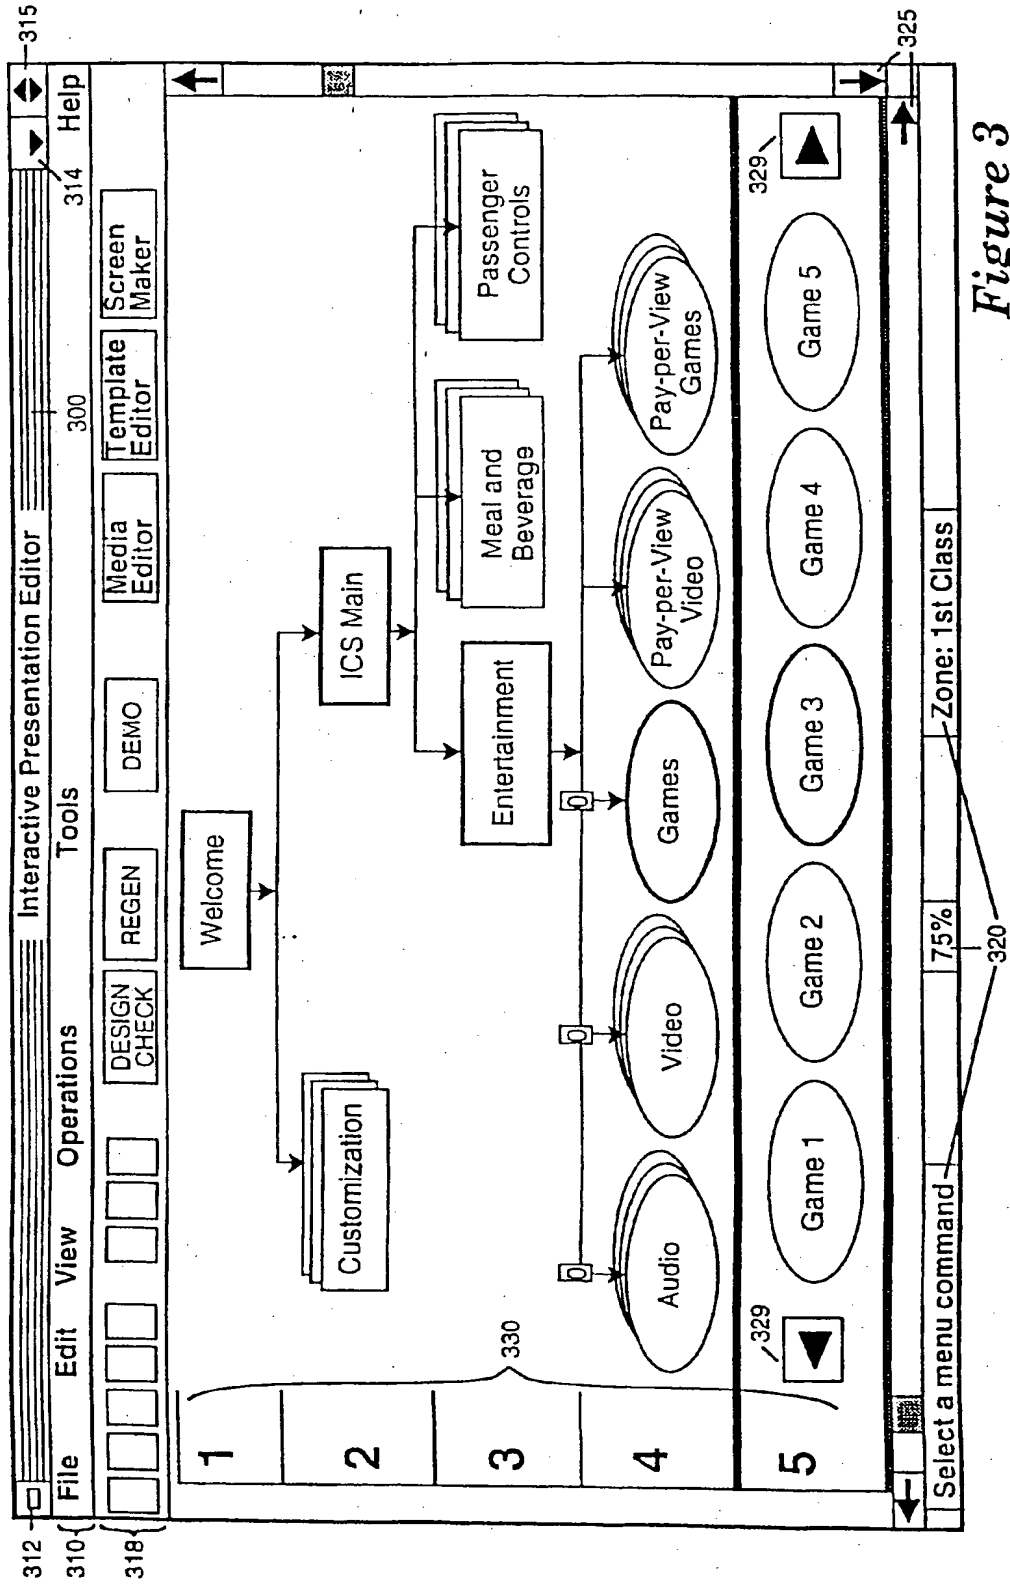 312
Interactive Presentation Editor
315
310
File Edit View Operations Tools Help
300
314
318
DESIGN
CHECK
REGEN
DEMO
Media
Editor
Template
Editor
Screen
Maker
1
Welcome
2
Customization
ICS Main
3
Entertainment
Meal and
Beverage
Passenger
Controls
330
4
Audio
Video
Games
Pay-per-View
Video
Pay-per-View
Games
0
0
0
329
329
5
Game 1
Game 2
Game 3
Game 4
Game 5
325
Select a menu command
75%
Zone: 1st Class
320
Figure 3